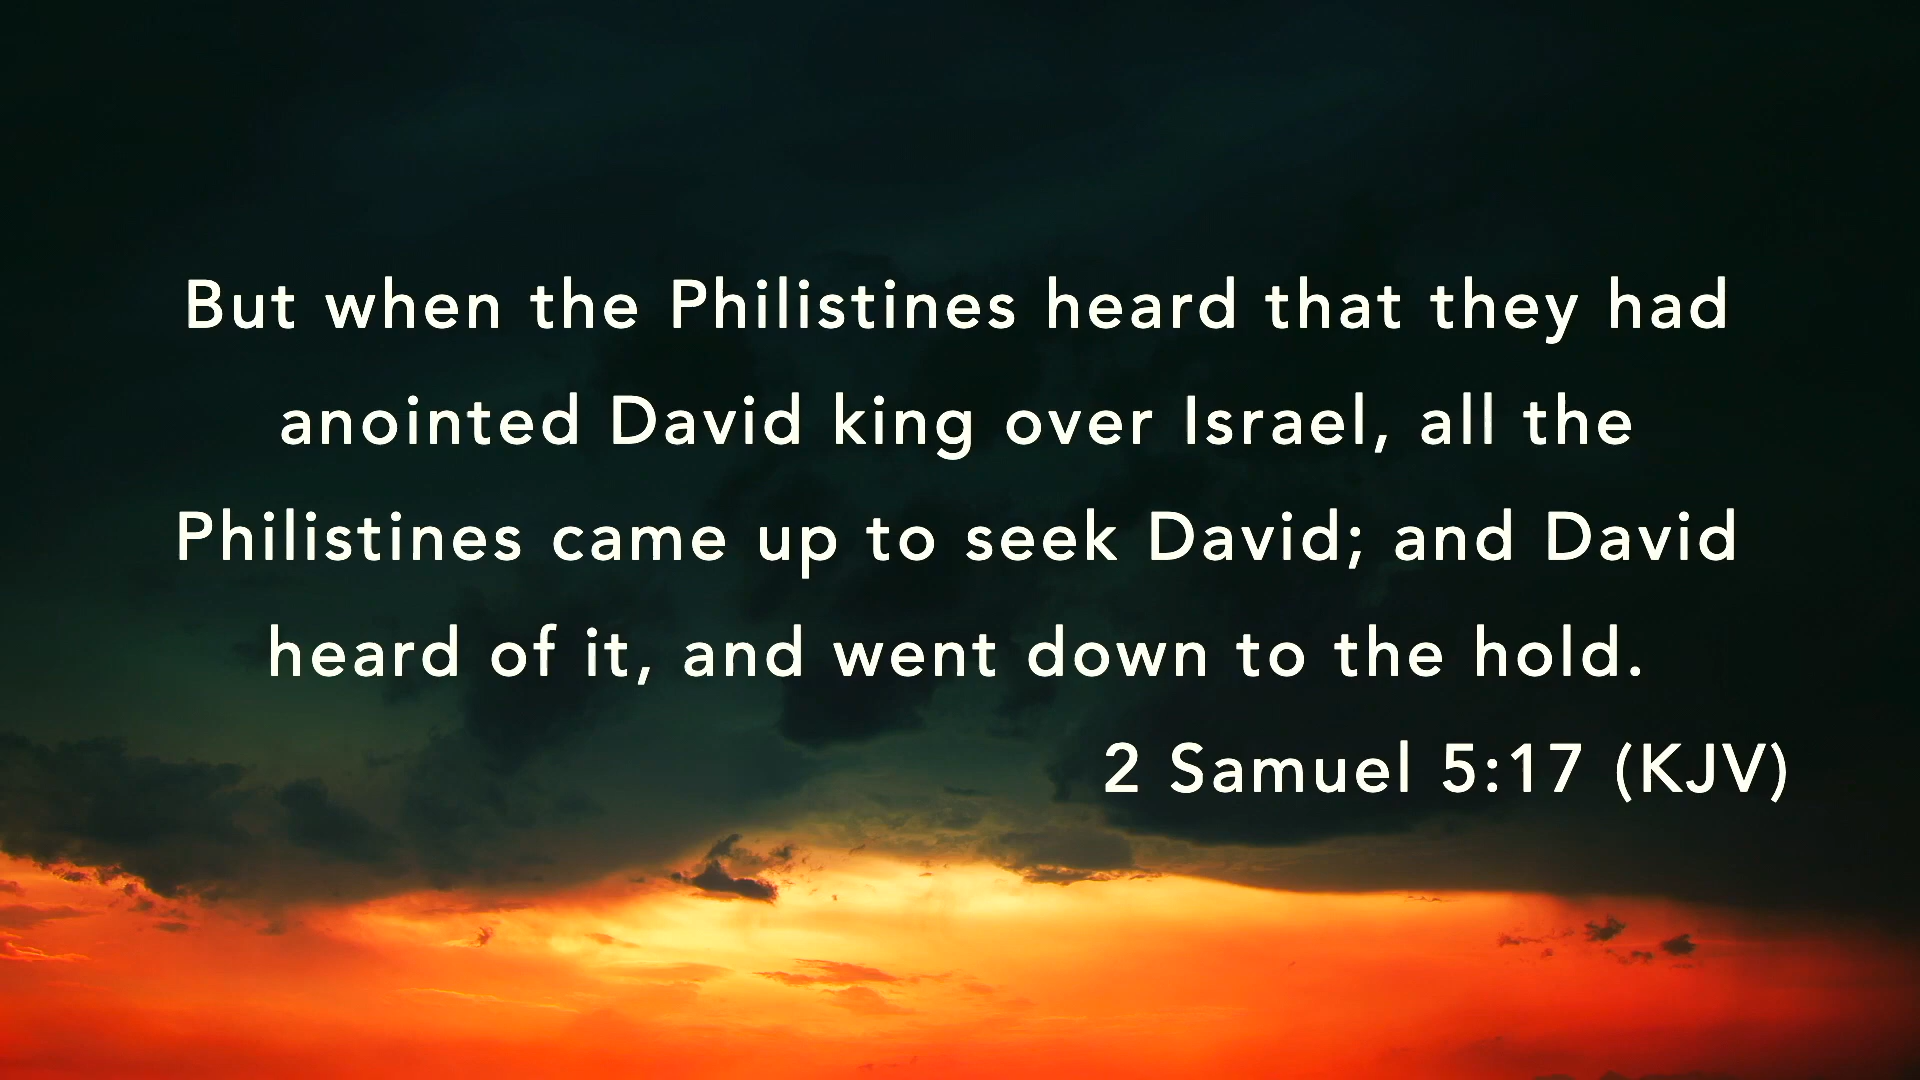 But when the Philistines heard that they had
anointed David king over Israel, all the
Philistines came up to seek David; and David
heard of it, and went down to the hold.
2 Samuel 5:17 (KJV)